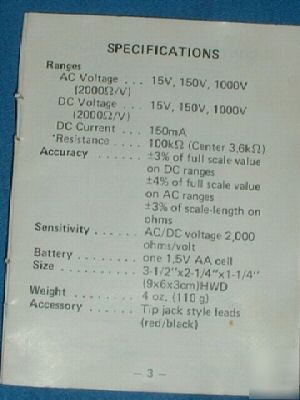 SPECIFICATIONS
Ranges
AC Voltage . . . 15V, 150V, 1000V
(2000Ω/V)
DC Voltage . . . 15V, 150V, 1000V
(2000Ω/V)
DC Current . . . 150mA
*Resistance . . . . 100kΩ (Center 3.6kΩ)
Accuracy . . . . . . ±3% of full scale value
on DC ranges
±4% of full scale value
on AC ranges
±3% of scale-length on
ohms
Sensitivity . . . . . . AC/DC voltage 2,000
ohms/volt
Battery . . . . . . . . one 1.5V AA cell
Size . . . . . . . . . . 3-1/2"x2-1/4"x1-1/4"
(9x6x3cm)HWD
Weight . . . . . . . . 4 oz. (110 g)
Accessory . . . . . . Tip jack style leads
(red/black)
— 3 —